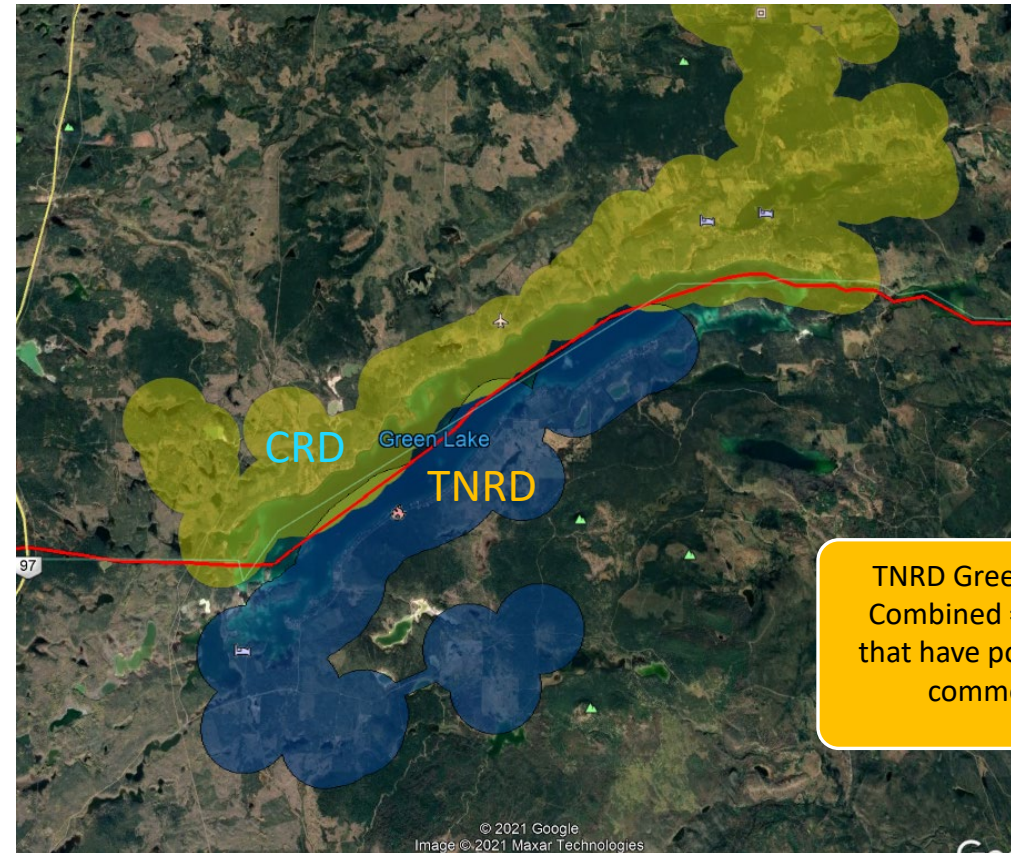 CRD
Green Lake
TNRD
97
TNRD Gree
Combined
that have po
comm
© 2021 Google
Image © 2021 Maxar Technologies